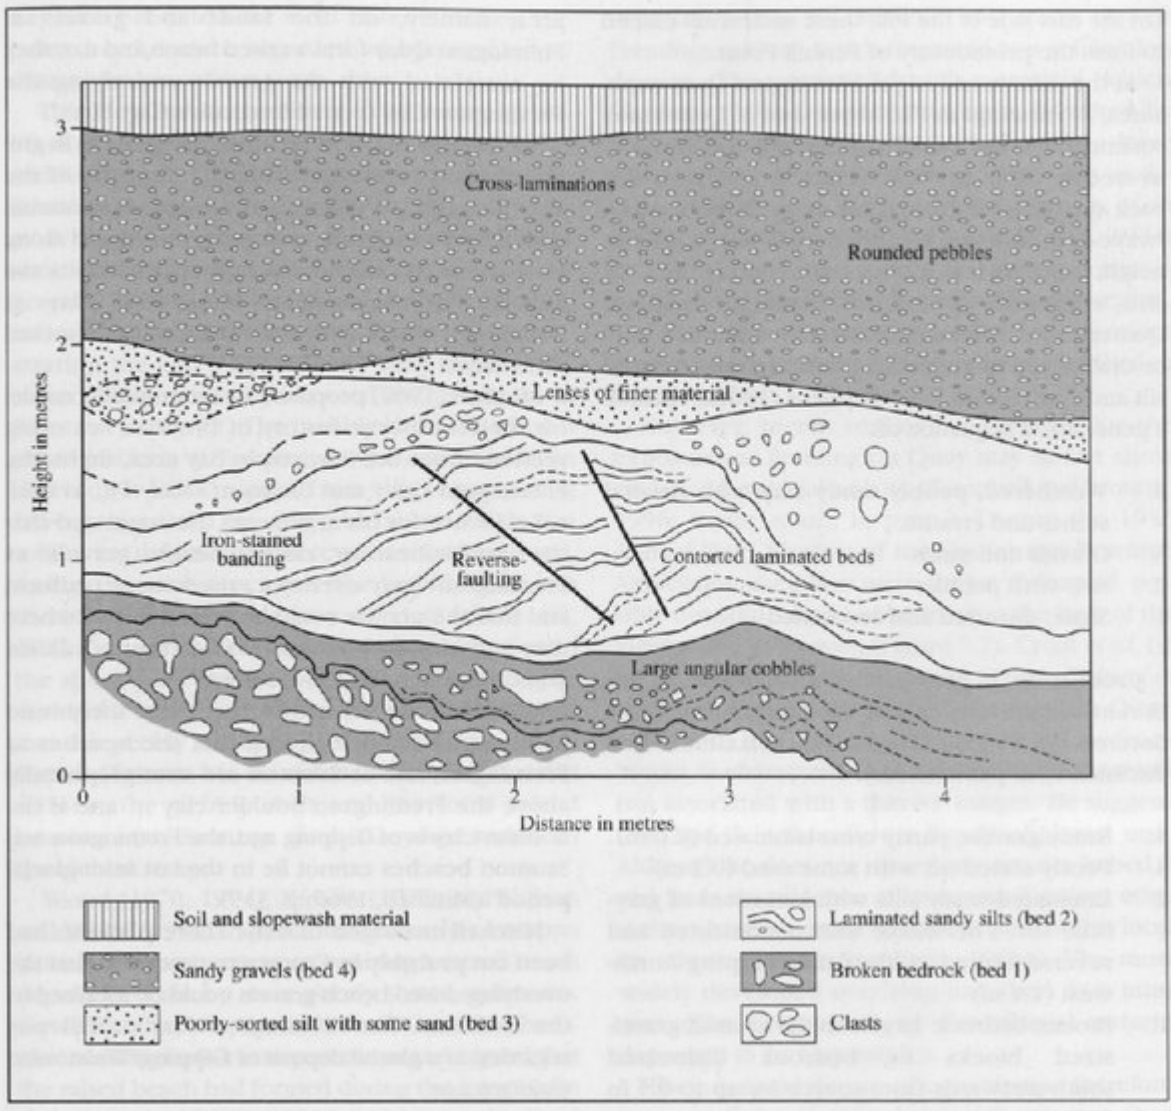 Cross-laminations
Rounded pebbles
Lenses of finer material
Iron-stained
banding
Reverse-
faulting
Contorted laminated beds
Large angular cobbles
Height in metres
3
2
1
0
0
1
2
3
4
Distance in metres
Soil and slopewash material
Sandy gravels (bed 4)
Poorly-sorted silt with some sand (bed 3)
Laminated sandy silts (bed 2)
Broken bedrock (bed 1)
Clasts